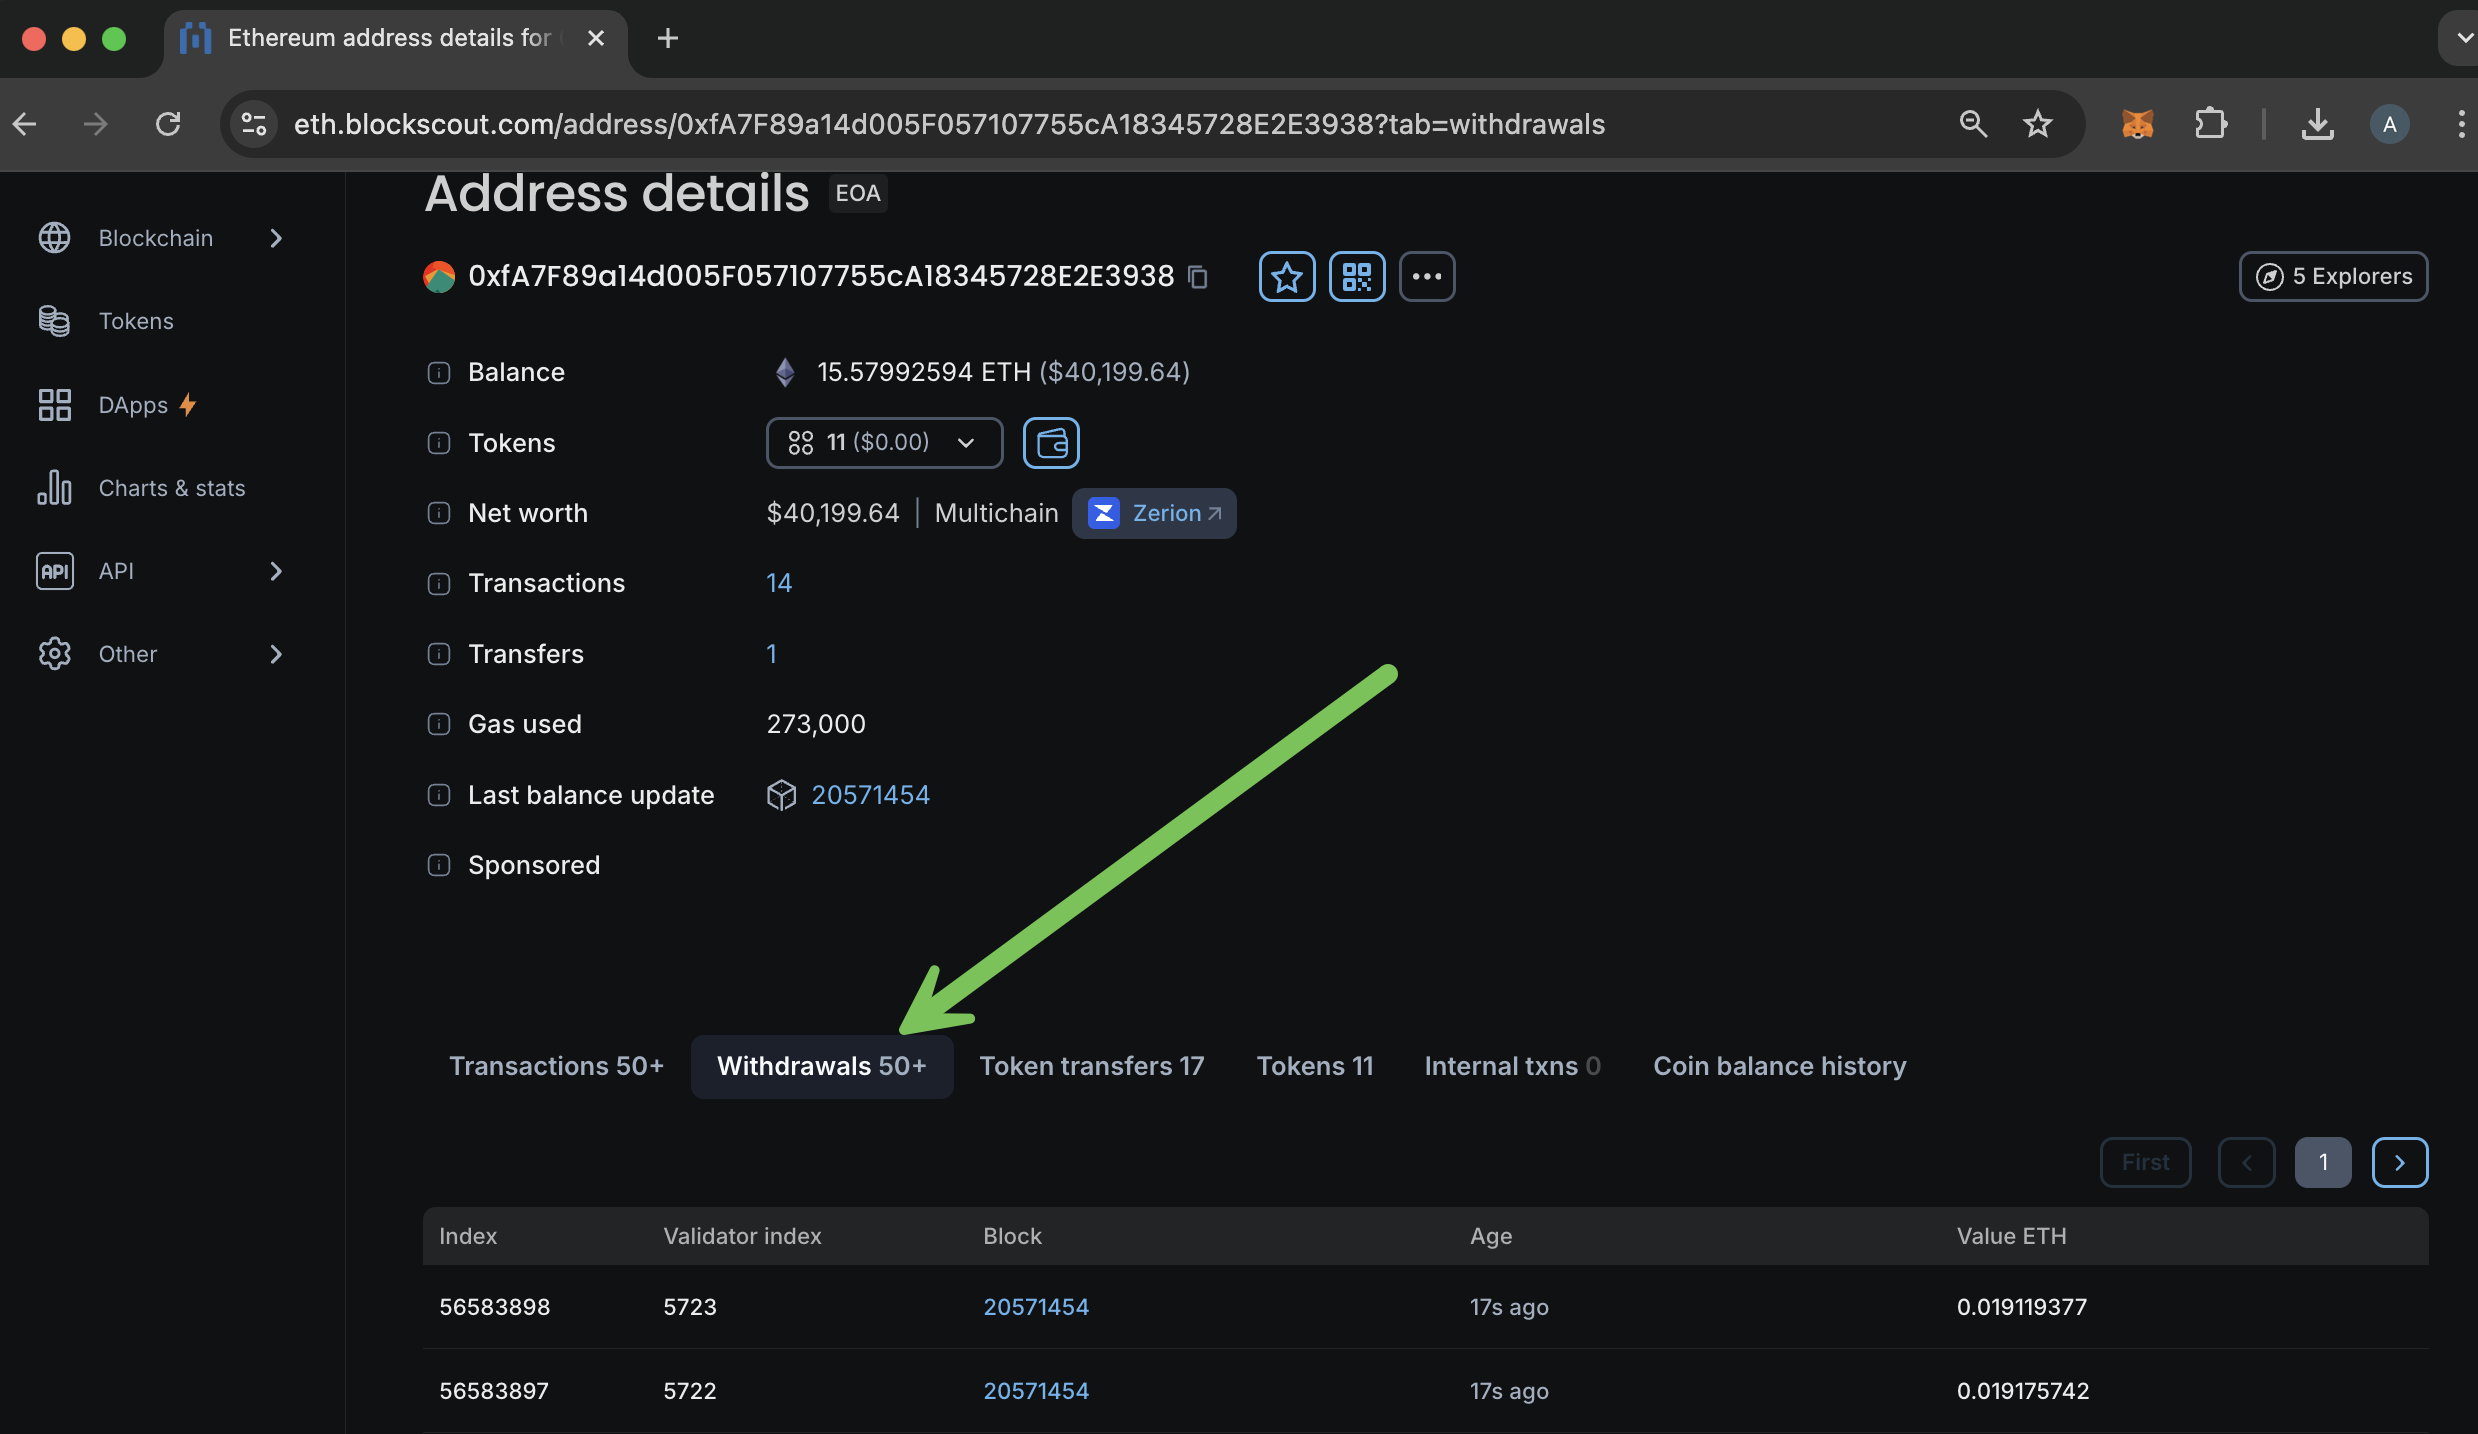 Ethereum address details for
eth.blockscout.com/address/0xfA7F89a14d005F057107755cA18345728E2E3938?tab=withdrawals
A
Blockchain
Tokens
DApps
Charts & stats
API
API
Other
Address details EOA
0xfA7F89a14d005F057107755cA18345728E2E3938
5 Explorers
Balance 15.57992594 ETH ($40,199.64)
Tokens 11 ($0.00)
Net worth $40,199.64 | Multichain Zerion
Transactions 14
Transfers 1
Gas used 273,000
Last balance update 20571454
Sponsored
Transactions 50+ Withdrawals 50+ Token transfers 17 Tokens 11 Internal txns 0 Coin balance history
First 1
Index Validator index Block Age Value ETH
56583898 5723 20571454 17s ago 0.019119377
56583897 5722 20571454 17s ago 0.019175742